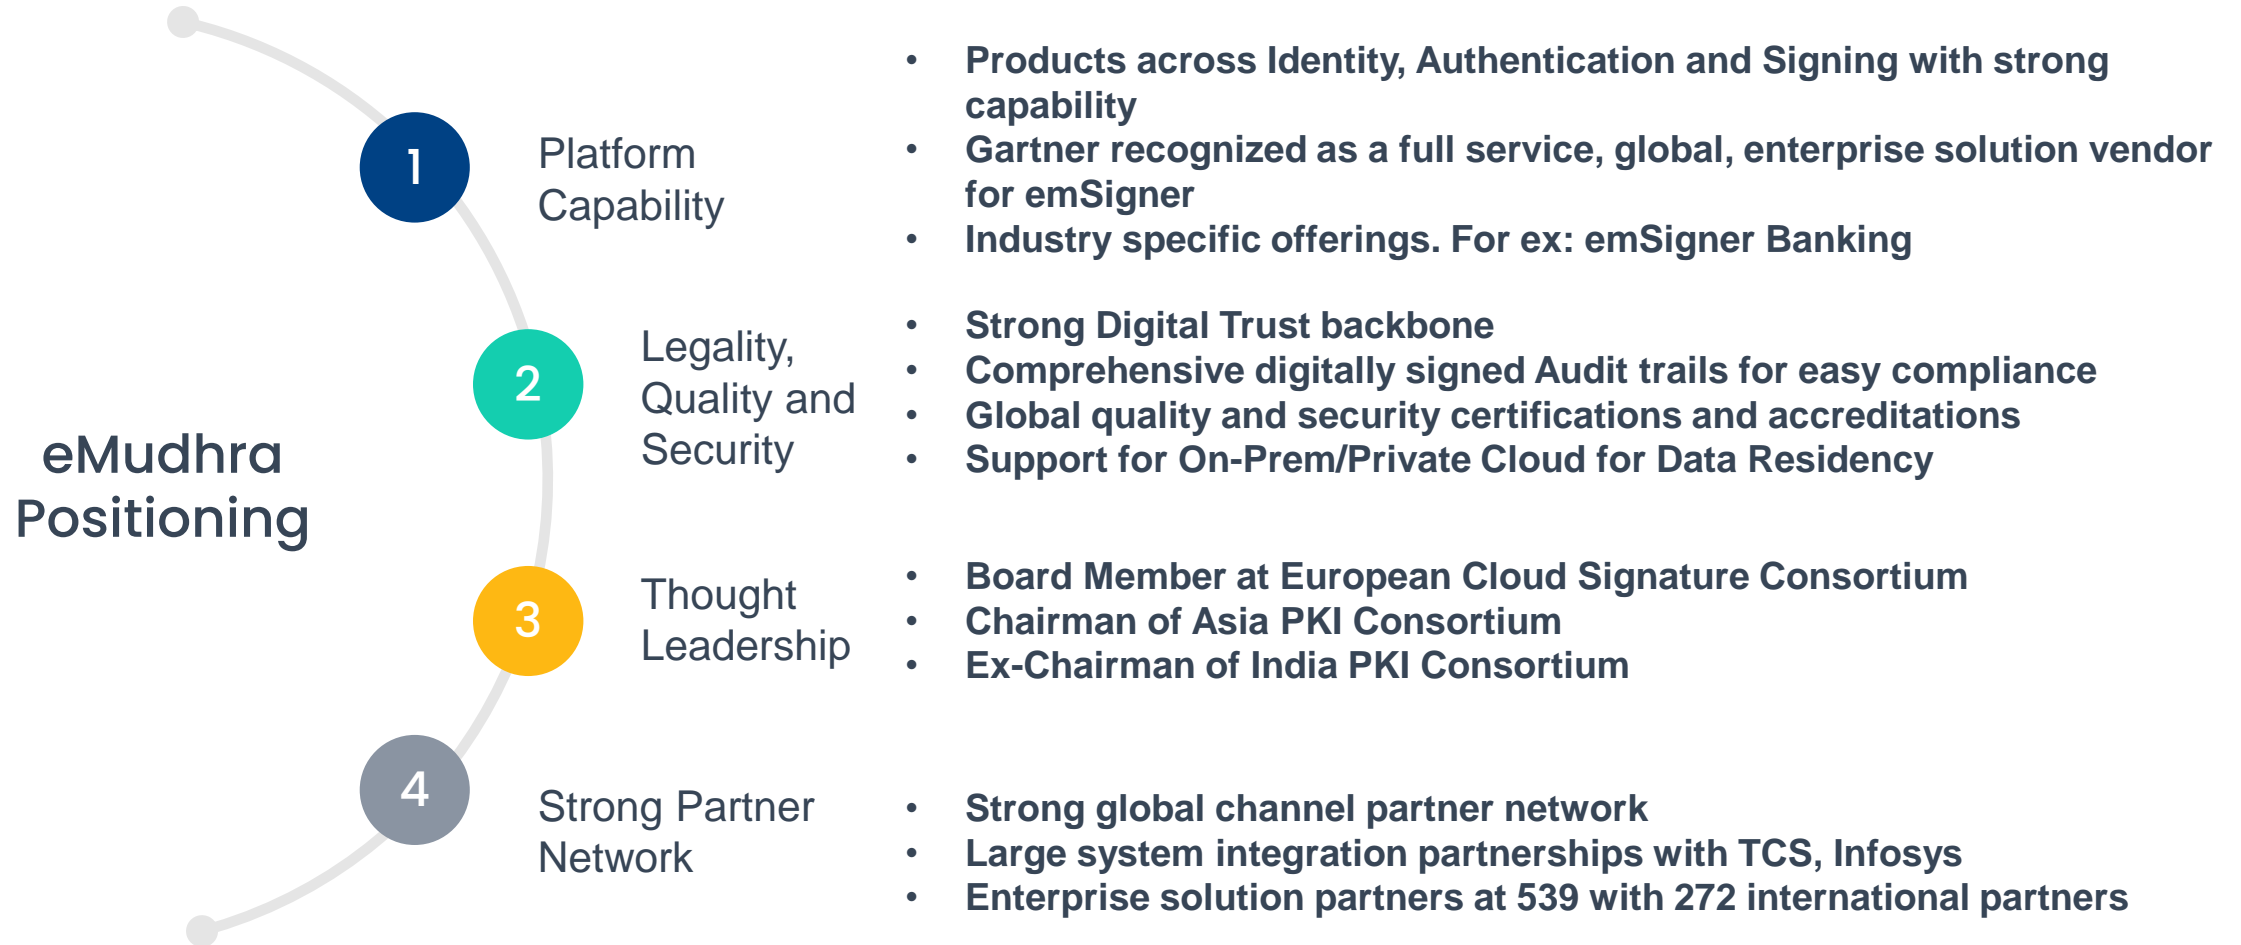 eMudhra
Positioning
1
Platform
Capability
• Products across Identity, Authentication and Signing with strong
capability
• Gartner recognized as a full service, global, enterprise solution vendor
for emSigner
• Industry specific offerings. For ex: emSigner Banking
2
Legality,
Quality and
Security
• Strong Digital Trust backbone
• Comprehensive digitally signed Audit trails for easy compliance
• Global quality and security certifications and accreditations
• Support for On-Prem/Private Cloud for Data Residency
3
Thought
Leadership
• Board Member at European Cloud Signature Consortium
• Chairman of Asia PKI Consortium
• Ex-Chairman of India PKI Consortium
4
Strong Partner
Network
• Strong global channel partner network
• Large system integration partnerships with TCS, Infosys
• Enterprise solution partners at 539 with 272 international partners